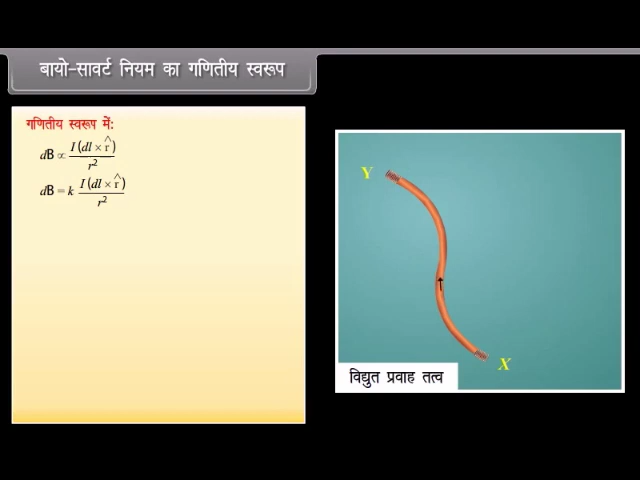 बायो-सावर्ट नियम का गणितीय स्वरूप
गणितीय स्वरूप में:
dB ∝ I (dl × r̂) / r²
dB = k I (dl × r̂) / r²
Y
X
विद्युत प्रवाह तत्व